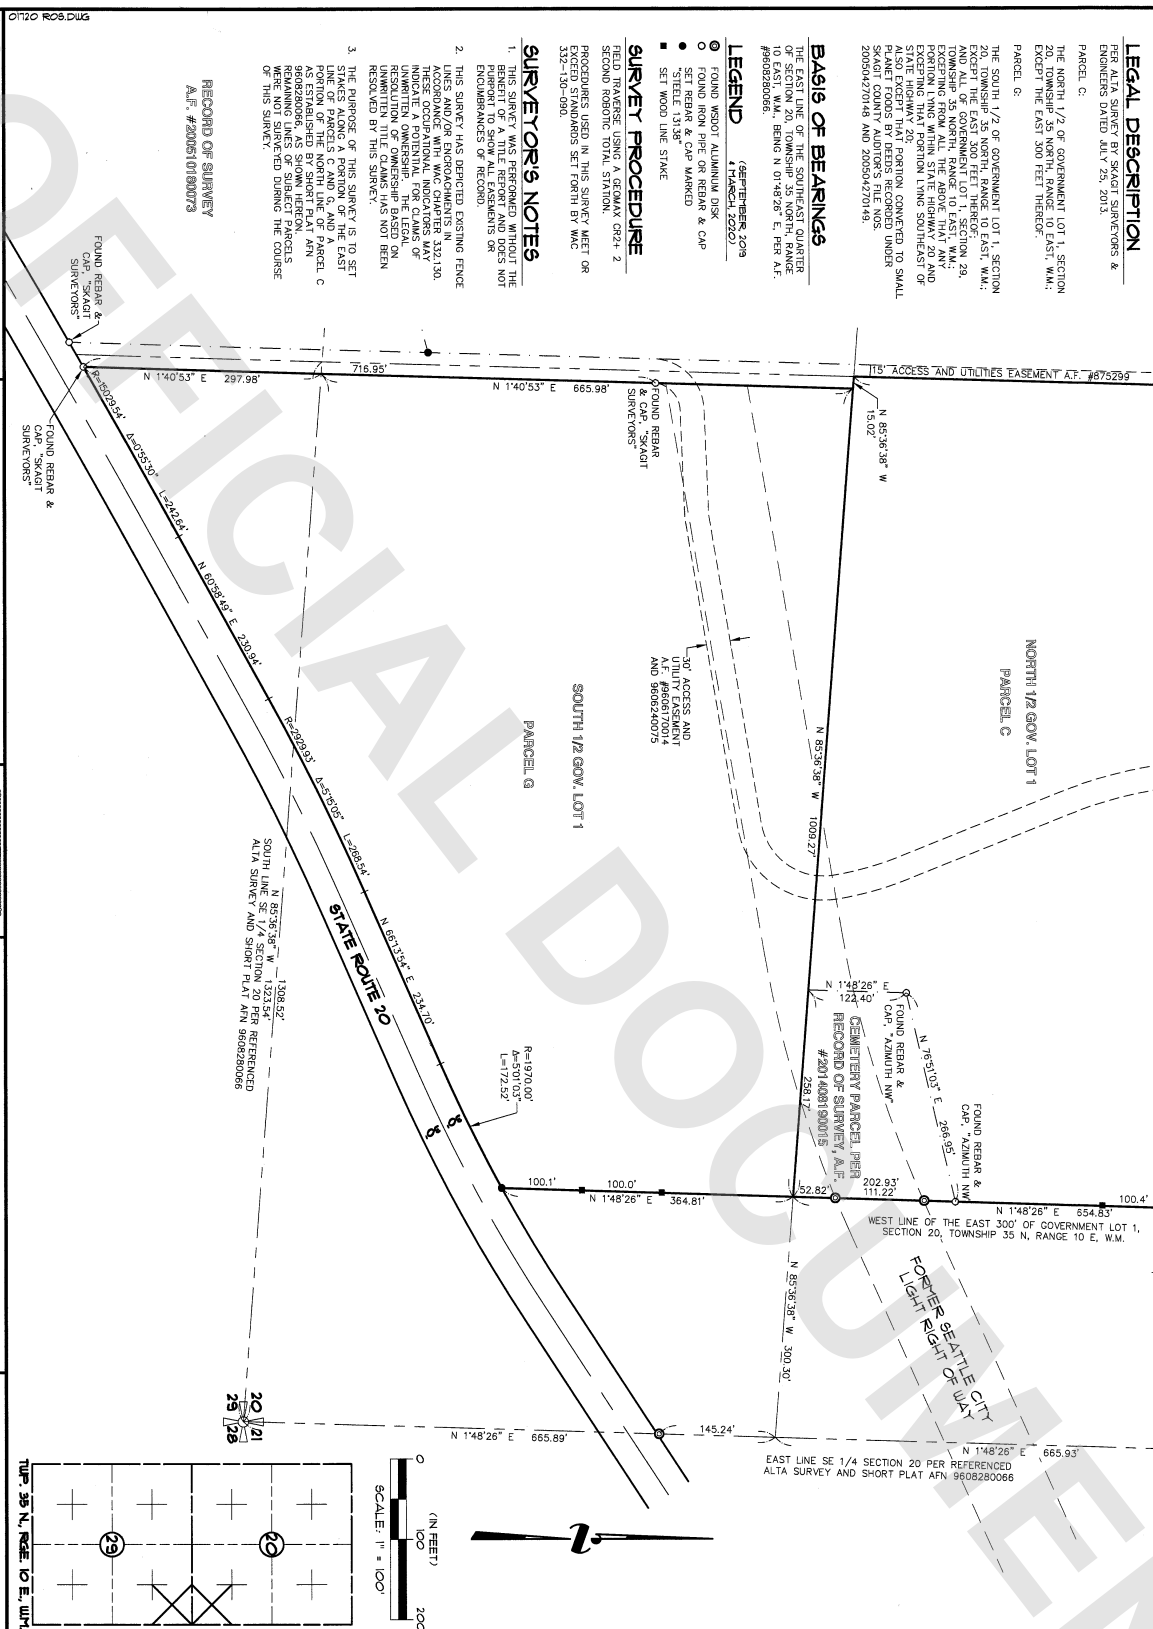 01720 ROS.DWG
LEGAL DESCRIPTION
PER ALTA SURVEY BY SKAGIT SURVEYORS &
ENGINEERS DATED JULY 25, 2013.
PARCEL C:
THE NORTH 1/2 OF GOVERNMENT LOT 1, SECTION
20, TOWNSHIP 35 NORTH, RANGE 10 EAST, W.M.;
EXCEPT THE EAST 300 FEET THEREOF.
PARCEL G:
THE SOUTH 1/2 OF GOVERNMENT LOT 1, SECTION
20, TOWNSHIP 35 NORTH, RANGE 10 EAST, W.M.;
EXCEPT THE EAST 300 FEET THEREOF;
AND ALL OF GOVERNMENT LOT 1, SECTION 29,
TOWNSHIP 35 NORTH, RANGE 10 EAST, W.M.;
EXCEPTING FROM ALL THE ABOVE THAT ANY
PORTION LYING WITHIN STATE HIGHWAY 20 AND
EXCEPTING THAT PORTION LYING SOUTHEAST OF
STATE HIGHWAY 20;
ALSO EXCEPT THAT PORTION CONVEYED TO SMALL
PLANET FOODS BY DEEDS RECORDED UNDER
SKAGIT COUNTY AUDITOR'S FILE NOS.
200504270148 AND 200504270149.
BASIS OF BEARINGS
THE EAST LINE OF THE SOUTHEAST QUARTER
OF SECTION 20, TOWNSHIP 35 NORTH, RANGE
10 EAST, W.M., BEING N 01°48'26" E, PER A.F.
#9608280066.
LEGEND (SEPTEMBER, 2019
& MARCH, 2020)
FOUND WSDOT ALUMINUM DISK
FOUND IRON PIPE OR REBAR & CAP
SET REBAR & CAP MARKED
"STEELE 13138"
SET WOOD LINE STAKE
SURVEY PROCEDURE
FIELD TRAVERSE USING A GEOMAX CR2+ 2
SECOND ROBOTIC TOTAL STATION.
PROCEDURES USED IN THIS SURVEY MEET OR
EXCEED STANDARDS SET FORTH BY WAC
332-130-090.
SURVEYOR'S NOTES
1. THIS SURVEY WAS PERFORMED WITHOUT THE
BENEFIT OF A TITLE REPORT AND DOES NOT
PURPORT TO SHOW ALL EASEMENTS OR
ENCUMBRANCES OF RECORD.
2. THIS SURVEY HAS DEPICTED EXISTING FENCE
LINES AND/OR ENCROACHMENTS IN
ACCORDANCE WITH WAC CHAPTER 332.130.
THESE OCCUPATIONAL INDICATORS MAY
INDICATE A POTENTIAL FOR CLAIMS OF
UNWRITTEN OWNERSHIP. THE LEGAL
RESOLUTION OF OWNERSHIP BASED ON
UNWRITTEN TITLE CLAIMS HAS NOT BEEN
RESOLVED BY THIS SURVEY.
3. THE PURPOSE OF THIS SURVEY IS TO SET
STAKES ALONG A PORTION OF THE EAST
LINE OF PARCELS C AND G, AND A
PORTION OF THE NORTH LINE OF PARCEL C
AS ESTABLISHED BY SHORT PLAT AFN
9608280066, AS SHOWN HEREON.
REMAINING LINES OF SUBJECT PARCELS
WERE NOT SURVEYED DURING THE COURSE
OF THIS SURVEY.
RECORD OF SURVEY
A.F. #200510180073
FOUND REBAR &
CAP, "SKAGIT
SURVEYORS"
FOUND REBAR &
CAP, "SKAGIT
SURVEYORS"
N 1°40'53" E 297.98'
716.95'
N 1°40'53" E 665.98'
FOUND REBAR
& CAP, "SKAGIT
SURVEYORS"
15' ACCESS AND UTILITIES EASEMENT A.F. #875299
N 85°36'38" W
15.02'
R=15029.54' Δ=0°55'30" L=242.64'
N 60°58'49" E 230.94'
R=2929.93' Δ=5°15'05" L=268.54'
N 66°13'54" E 234.70'
R=1970.00'
Δ=5°01'03"
L=172.52'
30' ACCESS AND
UTILITY EASEMENT
A.F. #9606170014
AND 9606240075
NORTH 1/2 GOV. LOT 1
PARCEL C
SOUTH 1/2 GOV. LOT 1
PARCEL G
N 85°36'38" W 1009.27'
1308.52'
N 85°36'38" W 1323.54'
SOUTH LINE SE 1/4 SECTION 20 PER REFERENCED
ALTA SURVEY AND SHORT PLAT AFN 9608280066
STATE ROUTE 20
30'
30'
N 1°48'26" E
122.40'
FOUND REBAR &
CAP, "AZIMUTH NW"
N 76°51'03" E 266.95'
FOUND REBAR &
CAP, "AZIMUTH NW"
CEMETERY PARCEL PER
RECORD OF SURVEY, A.F.
#201408190015
258.17'
100.1'
100.0'
N 1°48'26" E 364.81'
52.82'
202.93'
111.22'
N 1°48'26" E 654.83'
100.4'
WEST LINE OF THE EAST 300' OF GOVERNMENT LOT 1,
SECTION 20, TOWNSHIP 35 N, RANGE 10 E, W.M.
FORMER SEATTLE CITY
LIGHT RIGHT OF WAY
N 85°36'38" W 300.30'
N 1°48'26" E 665.89'
145.24'
N 1°48'26" E 665.93'
EAST LINE SE 1/4 SECTION 20 PER REFERENCED
ALTA SURVEY AND SHORT PLAT AFN 9608280066
20 21
29 28
(IN FEET)
0 100 200
SCALE: 1" = 100'
20
29
TWP. 35 N., RGE. 10 E., W.M.
OFFICIAL DOCUMEN